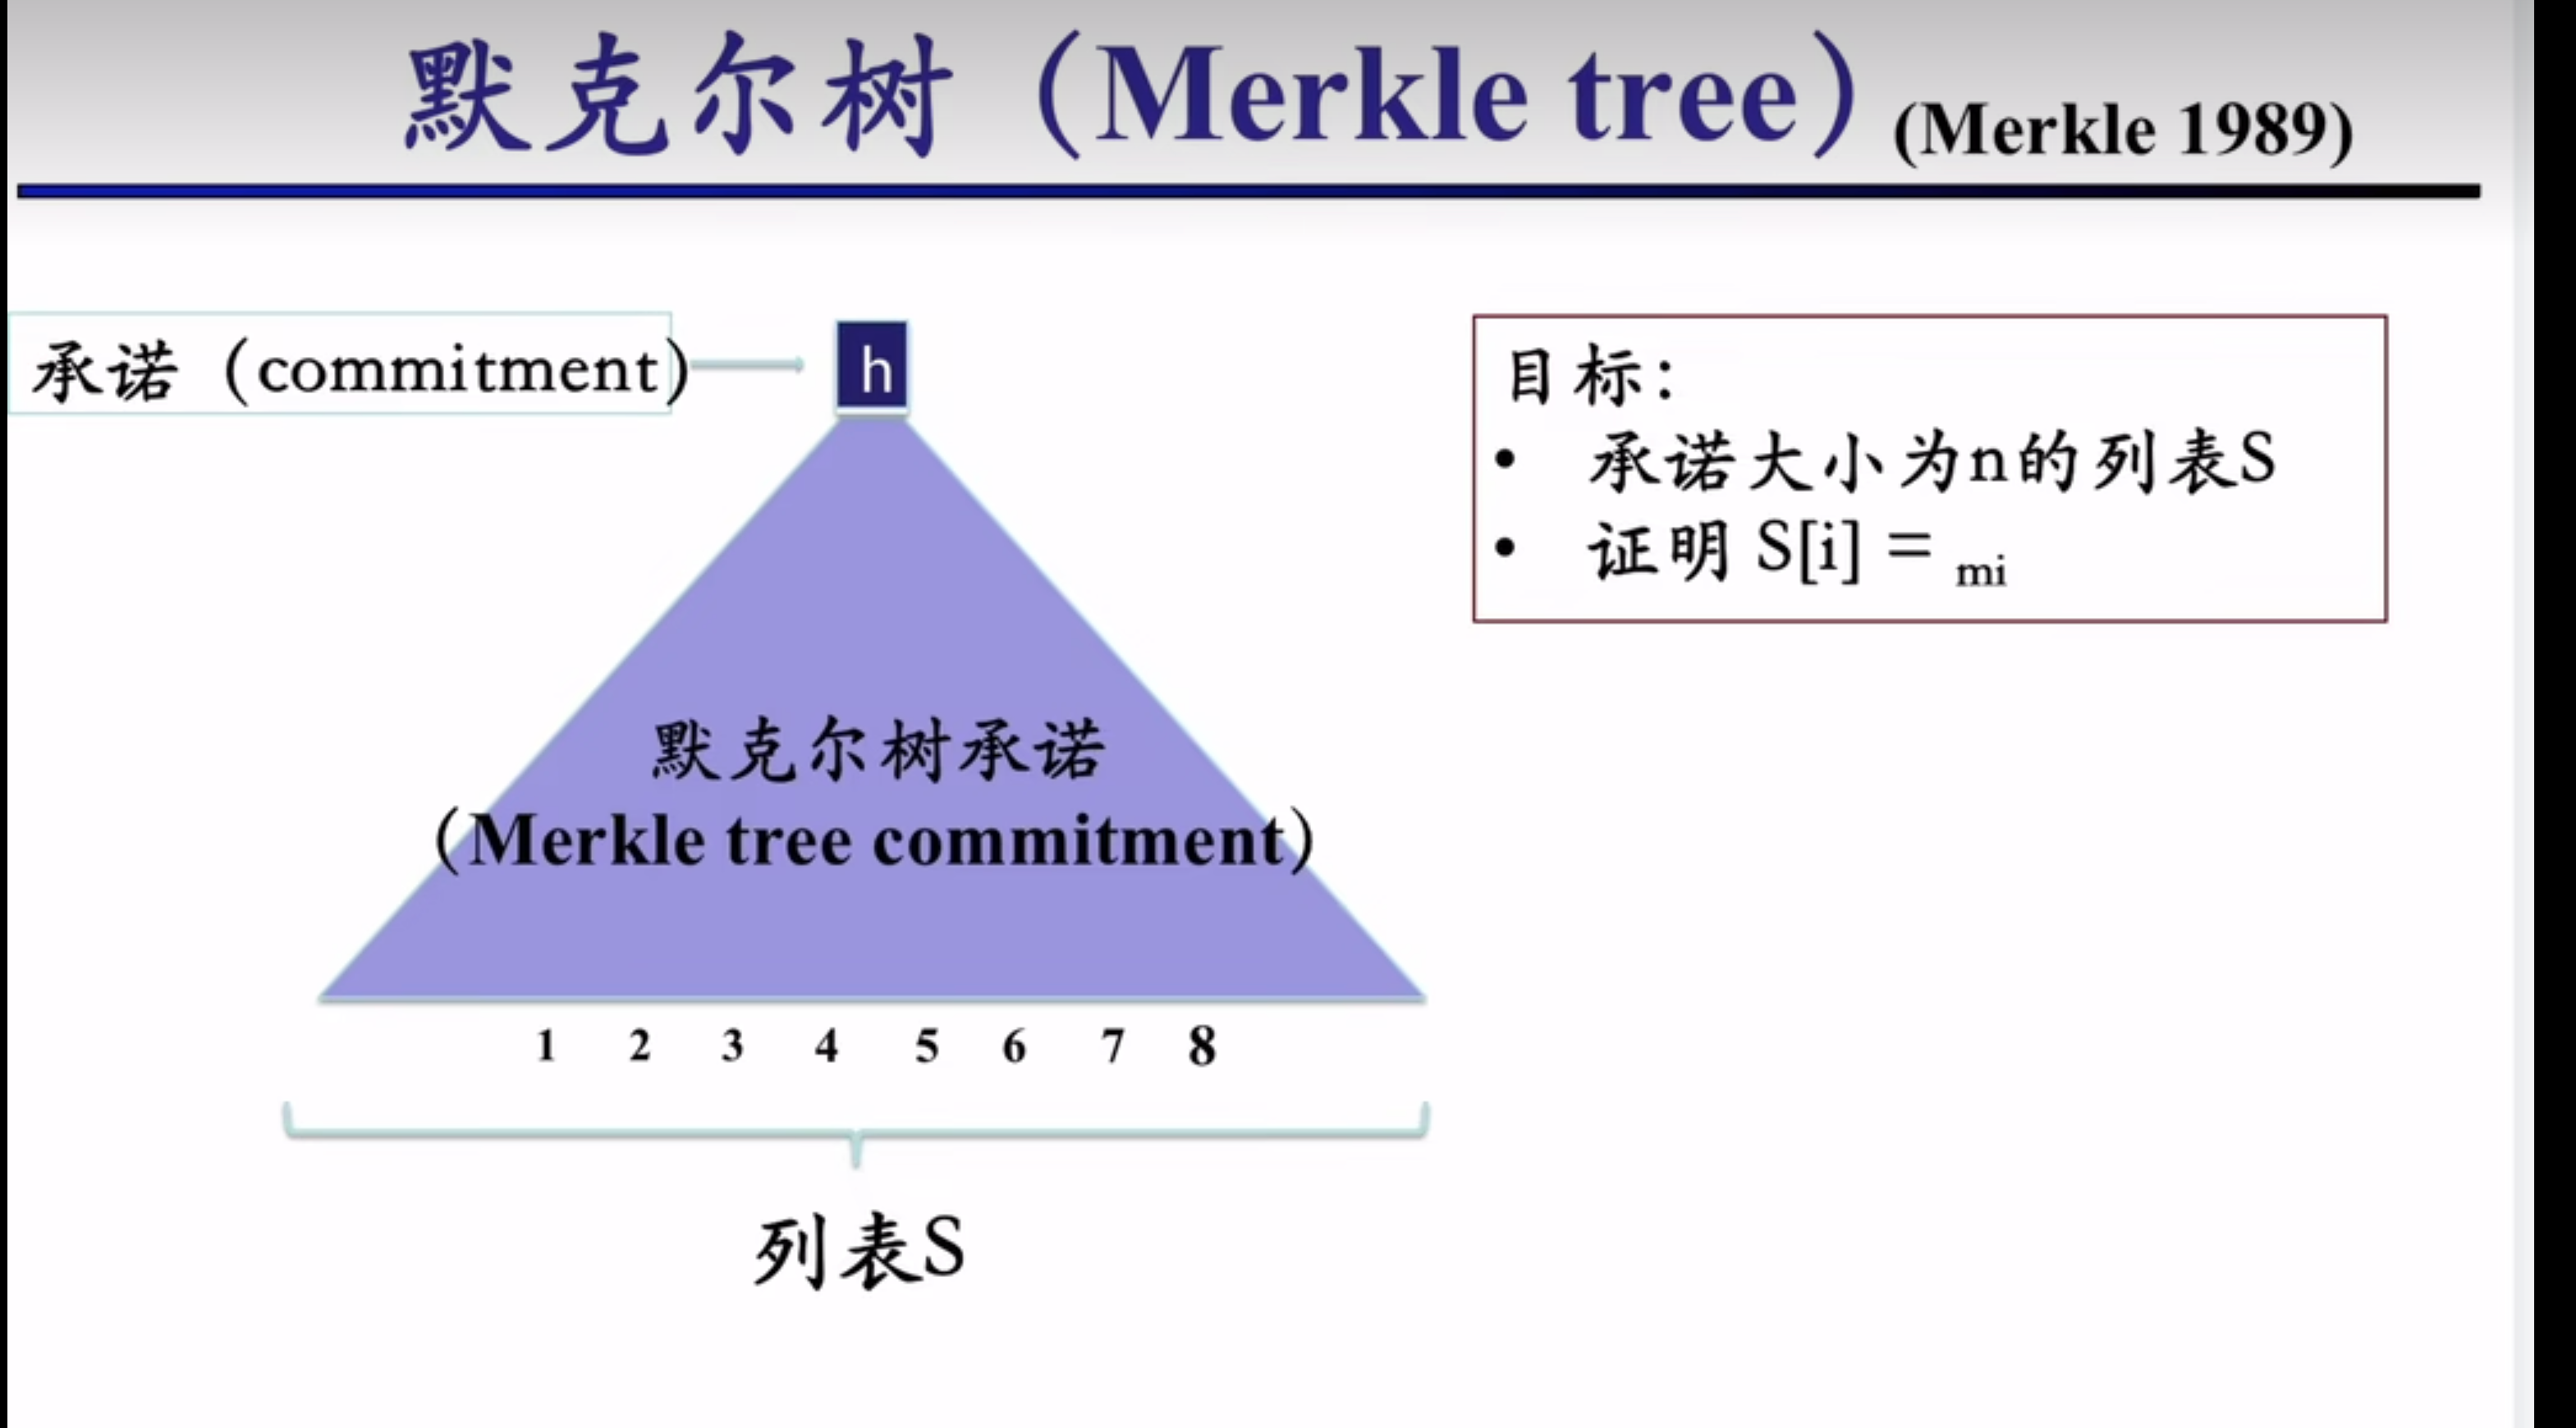 默克尔树（Merkle tree）(Merkle 1989)
承诺（commitment）
h
目标：
• 承诺大小为n的列表S
• 证明 S[i] = mi
默克尔树承诺
（Merkle tree commitment）
1 2 3 4 5 6 7 8
列表S